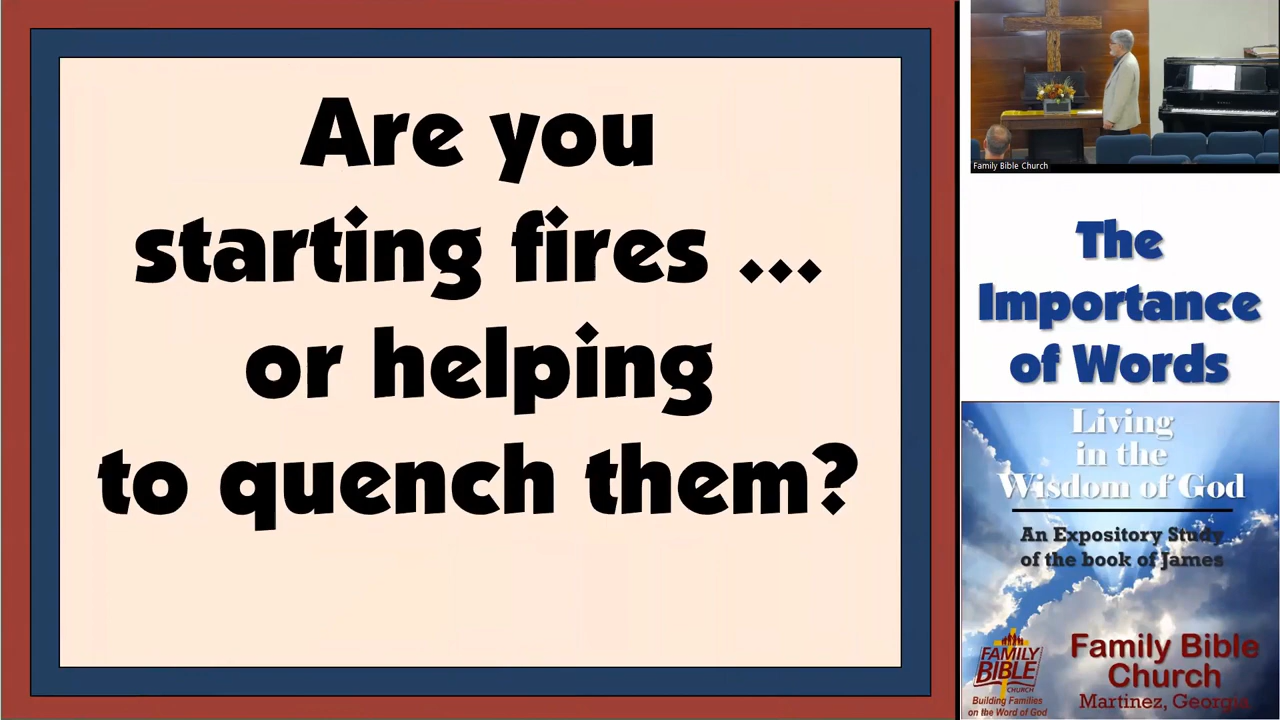 Are you
starting fires ...
or helping
to quench them?
Family Bible Church
The
Importance
of Words
Living
in the
Wisdom of God
An Expository Study
of the book of James
FAMILY
BIBLE
CHURCH
Building Families
on the Word of God
Family Bible
Church
Martinez, Georgia